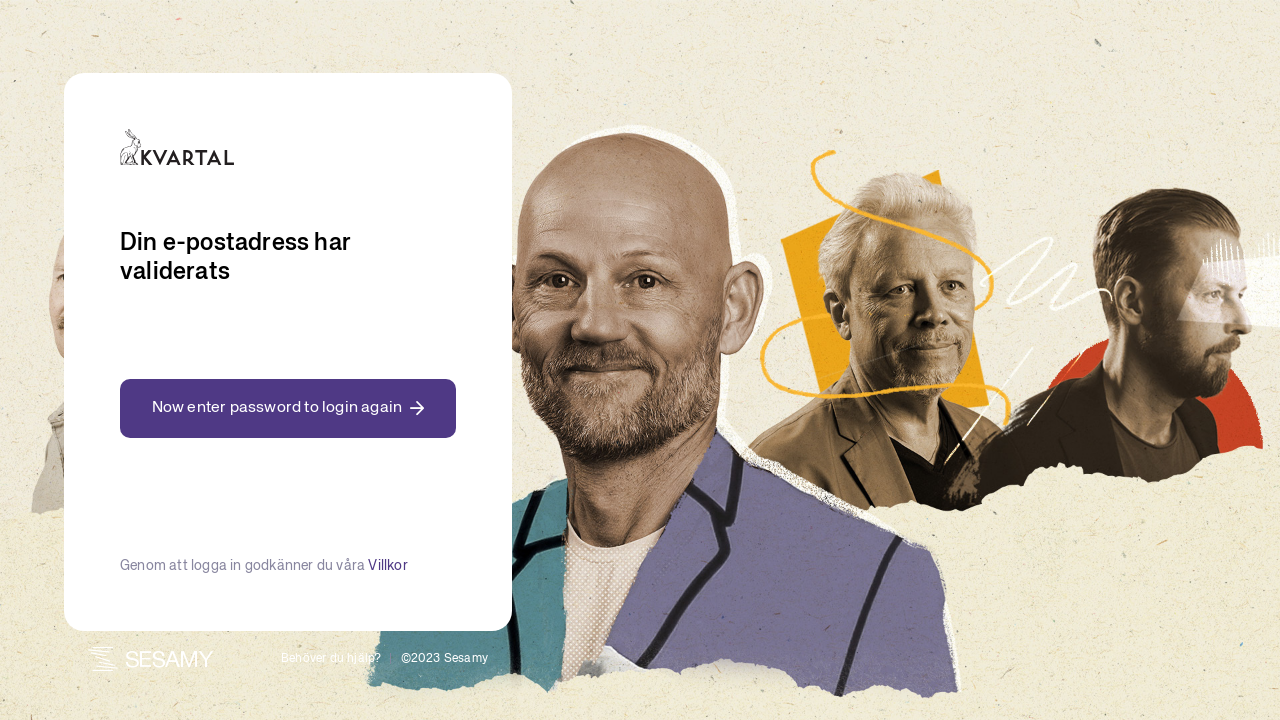 KVARTAL
Din e-postadress har
validerats
Now enter password to login again
Genom att logga in godkänner du våra Villkor
SESAMY
Behöver du hjälp?
©2023 Sesamy